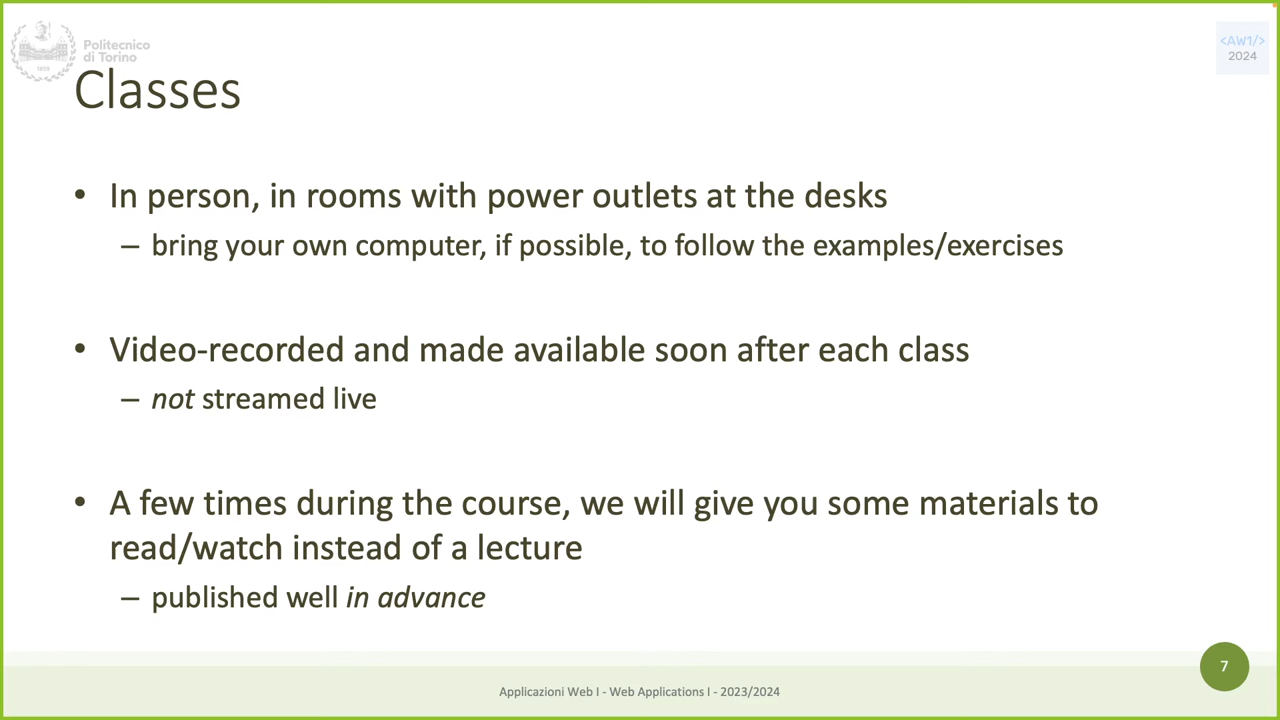 Politecnico
di Torino
1859
<AW1/>
2024
Classes
• In person, in rooms with power outlets at the desks
– bring your own computer, if possible, to follow the examples/exercises
• Video-recorded and made available soon after each class
– not streamed live
• A few times during the course, we will give you some materials to
read/watch instead of a lecture
– published well in advance
Applicazioni Web I - Web Applications I - 2023/2024
7